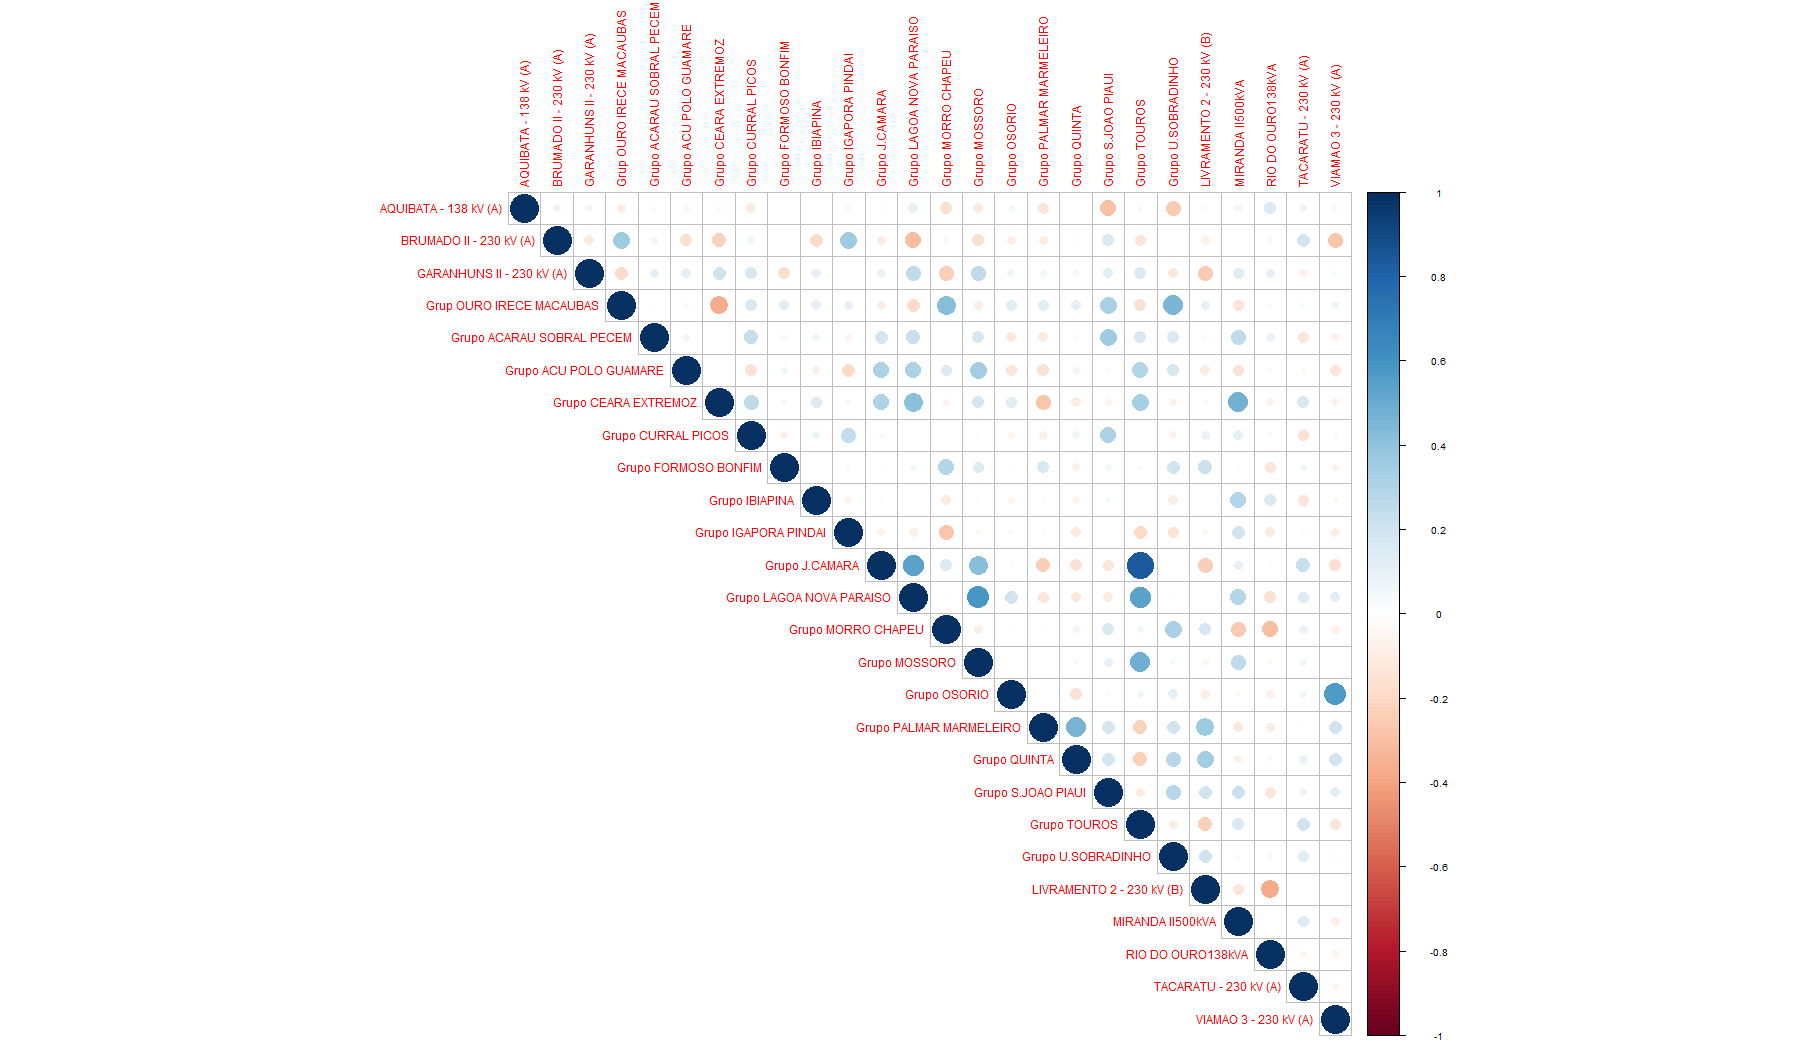 AQUIBATA - 138 kV (A)
BRUMADO II - 230 kV (A)
GARANHUNS II - 230 kV (A)
Grup OURO IRECE MACAUBAS
Grupo ACARAU SOBRAL PECEM
Grupo ACU POLO GUAMARE
Grupo CEARA EXTREMOZ
Grupo CURRAL PICOS
Grupo FORMOSO BONFIM
Grupo IBIAPINA
Grupo IGAPORA PINDAI
Grupo J.CAMARA
Grupo LAGOA NOVA PARAISO
Grupo MORRO CHAPEU
Grupo MOSSORO
Grupo OSORIO
Grupo PALMAR MARMELEIRO
Grupo QUINTA
Grupo S.JOAO PIAUI
Grupo TOUROS
Grupo U.SOBRADINHO
LIVRAMENTO 2 - 230 kV (B)
MIRANDA II500kVA
RIO DO OURO138kVA
TACARATU - 230 kV (A)
VIAMAO 3 - 230 kV (A)
AQUIBATA - 138 kV (A)
BRUMADO II - 230 kV (A)
GARANHUNS II - 230 kV (A)
Grup OURO IRECE MACAUBAS
Grupo ACARAU SOBRAL PECEM
Grupo ACU POLO GUAMARE
Grupo CEARA EXTREMOZ
Grupo CURRAL PICOS
Grupo FORMOSO BONFIM
Grupo IBIAPINA
Grupo IGAPORA PINDAI
Grupo J.CAMARA
Grupo LAGOA NOVA PARAISO
Grupo MORRO CHAPEU
Grupo MOSSORO
Grupo OSORIO
Grupo PALMAR MARMELEIRO
Grupo QUINTA
Grupo S.JOAO PIAUI
Grupo TOUROS
Grupo U.SOBRADINHO
LIVRAMENTO 2 - 230 kV (B)
MIRANDA II500kVA
RIO DO OURO138kVA
TACARATU - 230 kV (A)
VIAMAO 3 - 230 kV (A)
1
0.8
0.6
0.4
0.2
0
-0.2
-0.4
-0.6
-0.8
-1